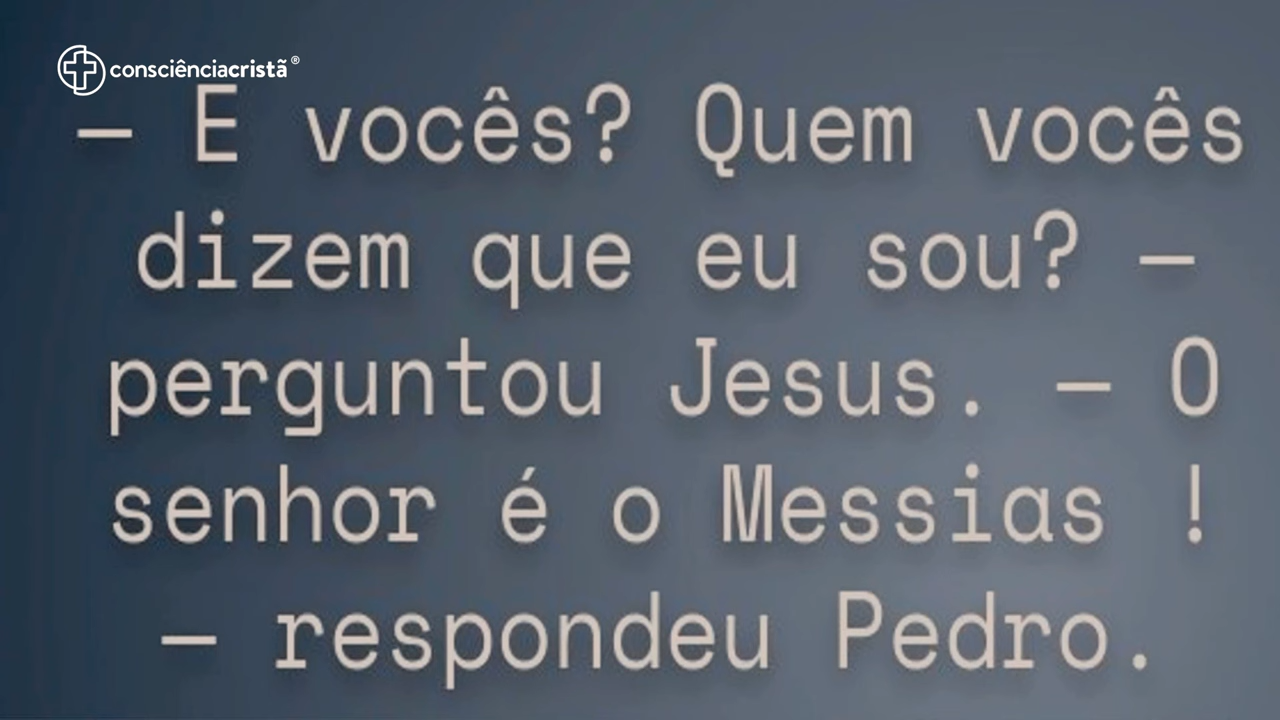 consciênciacristã®
— E vocês? Quem vocês
dizem que eu sou? —
perguntou Jesus. — O
senhor é o Messias !
— respondeu Pedro.